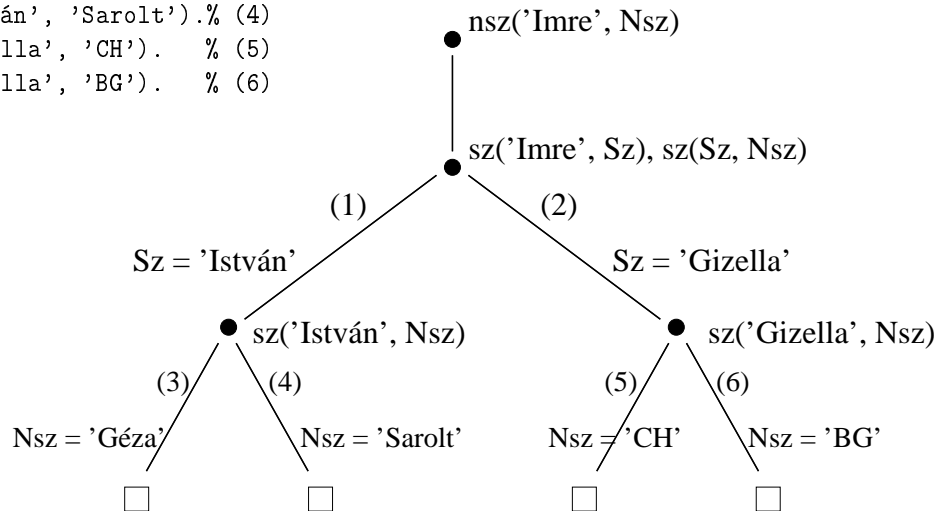 án', 'Sarolt').% (4)
lla', 'CH'). % (5)
lla', 'BG'). % (6)
nsz('Imre', Nsz)
sz('Imre', Sz), sz(Sz, Nsz)
(1) (2)
Sz = 'István' Sz = 'Gizella'
sz('István', Nsz) sz('Gizella', Nsz)
(3) (4) (5) (6)
Nsz = 'Géza' Nsz = 'Sarolt' Nsz = 'CH' Nsz = 'BG'